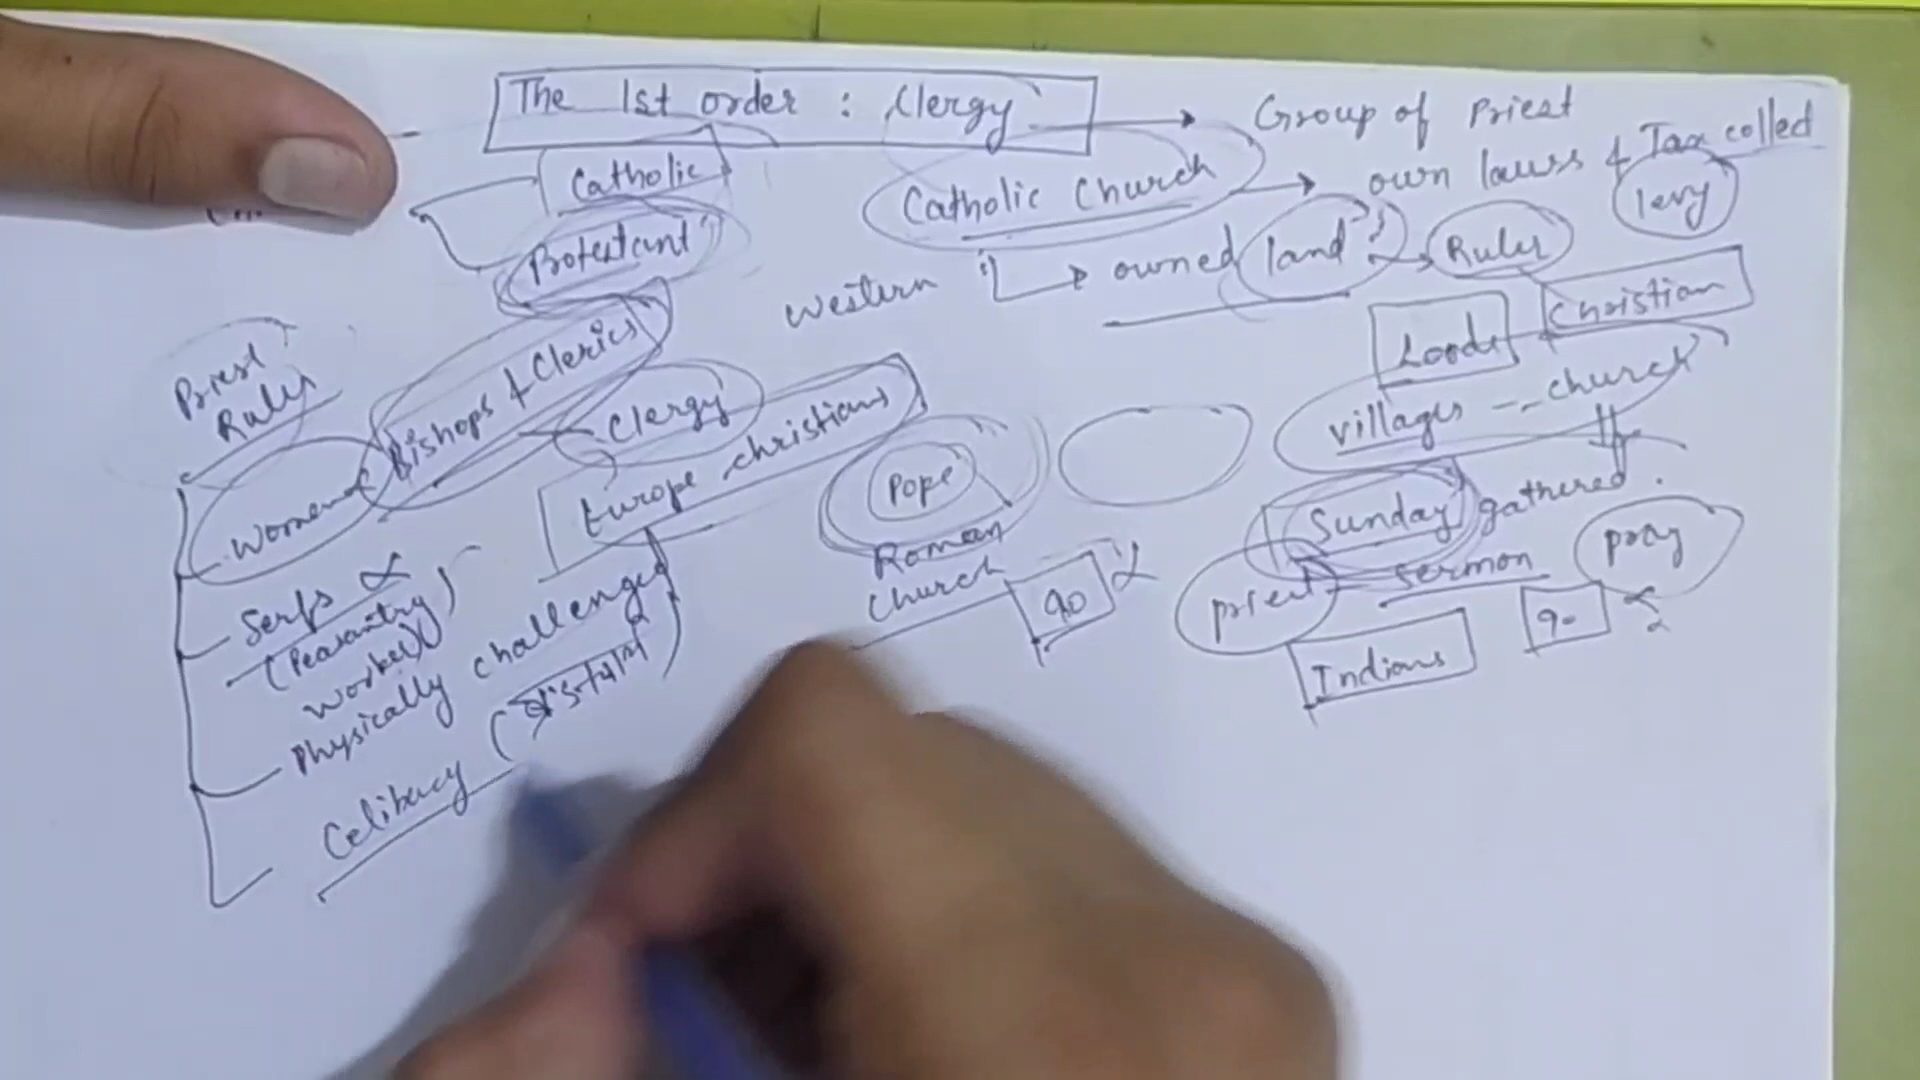 The 1st order : Clergy
Group of Priest
Catholic
Catholic Church
own laws & Tax colled
levy
Protestant
owned land
Ruler
Western
Christian
Lords
Priest
Rules
Bishops & Clerics
Clergy
Europe christians
villages -- church
Pope
Women
Sunday gathered.
Roman
Church
90
priest sermon
pray
Serfs
(Peasantry
worker)
Physically challenged
Indians
90
Celibacy